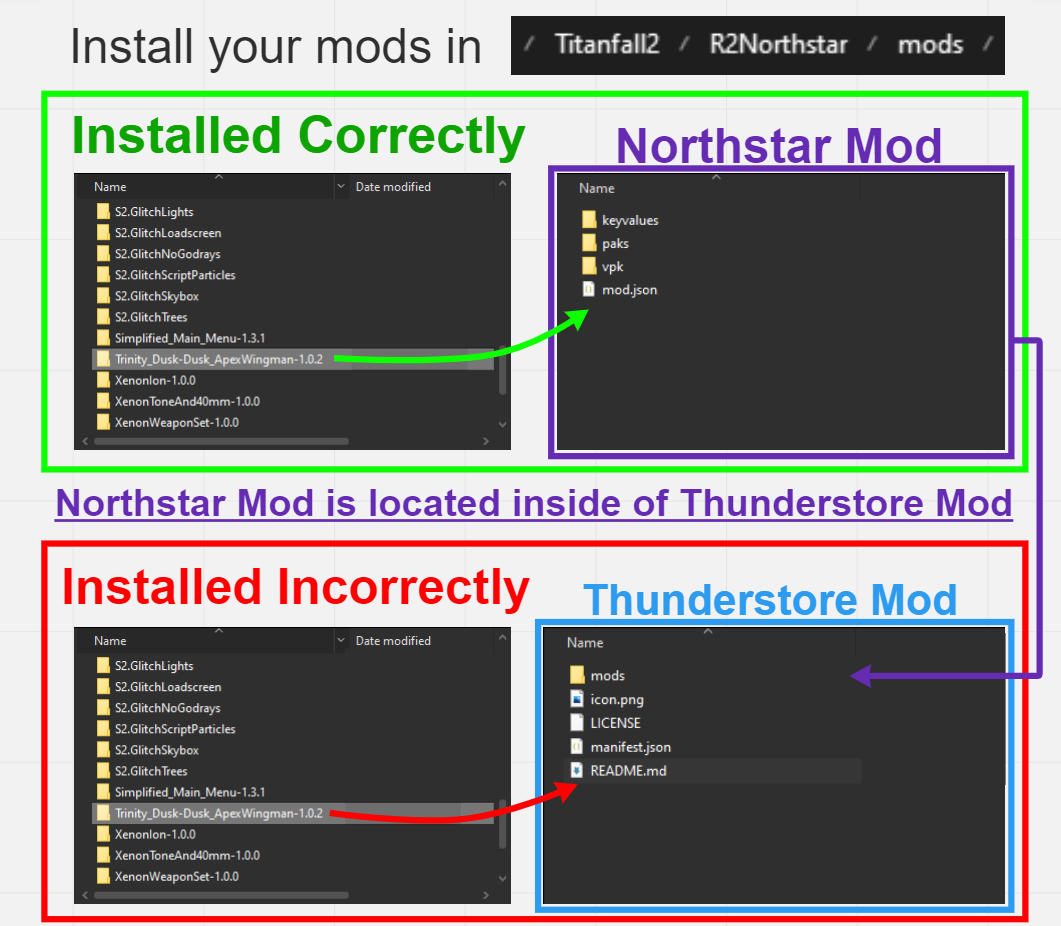 Install your mods in / Titanfall2 / R2Northstar / mods /
Installed Correctly
Northstar Mod
Name Date modified
S2.GlitchLights
S2.GlitchLoadscreen
S2.GlitchNoGodrays
S2.GlitchScriptParticles
S2.GlitchSkybox
S2.GlitchTrees
Simplified_Main_Menu-1.3.1
Trinity_Dusk-Dusk_ApexWingman-1.0.2
XenonIon-1.0.0
XenonToneAnd40mm-1.0.0
XenonWeaponSet-1.0.0
Name
keyvalues
paks
vpk
mod.json
Northstar Mod is located inside of Thunderstore Mod
Installed Incorrectly
Thunderstore Mod
Name Date modified
S2.GlitchLights
S2.GlitchLoadscreen
S2.GlitchNoGodrays
S2.GlitchScriptParticles
S2.GlitchSkybox
S2.GlitchTrees
Simplified_Main_Menu-1.3.1
Trinity_Dusk-Dusk_ApexWingman-1.0.2
XenonIon-1.0.0
XenonToneAnd40mm-1.0.0
XenonWeaponSet-1.0.0
Name
mods
icon.png
LICENSE
manifest.json
README.md